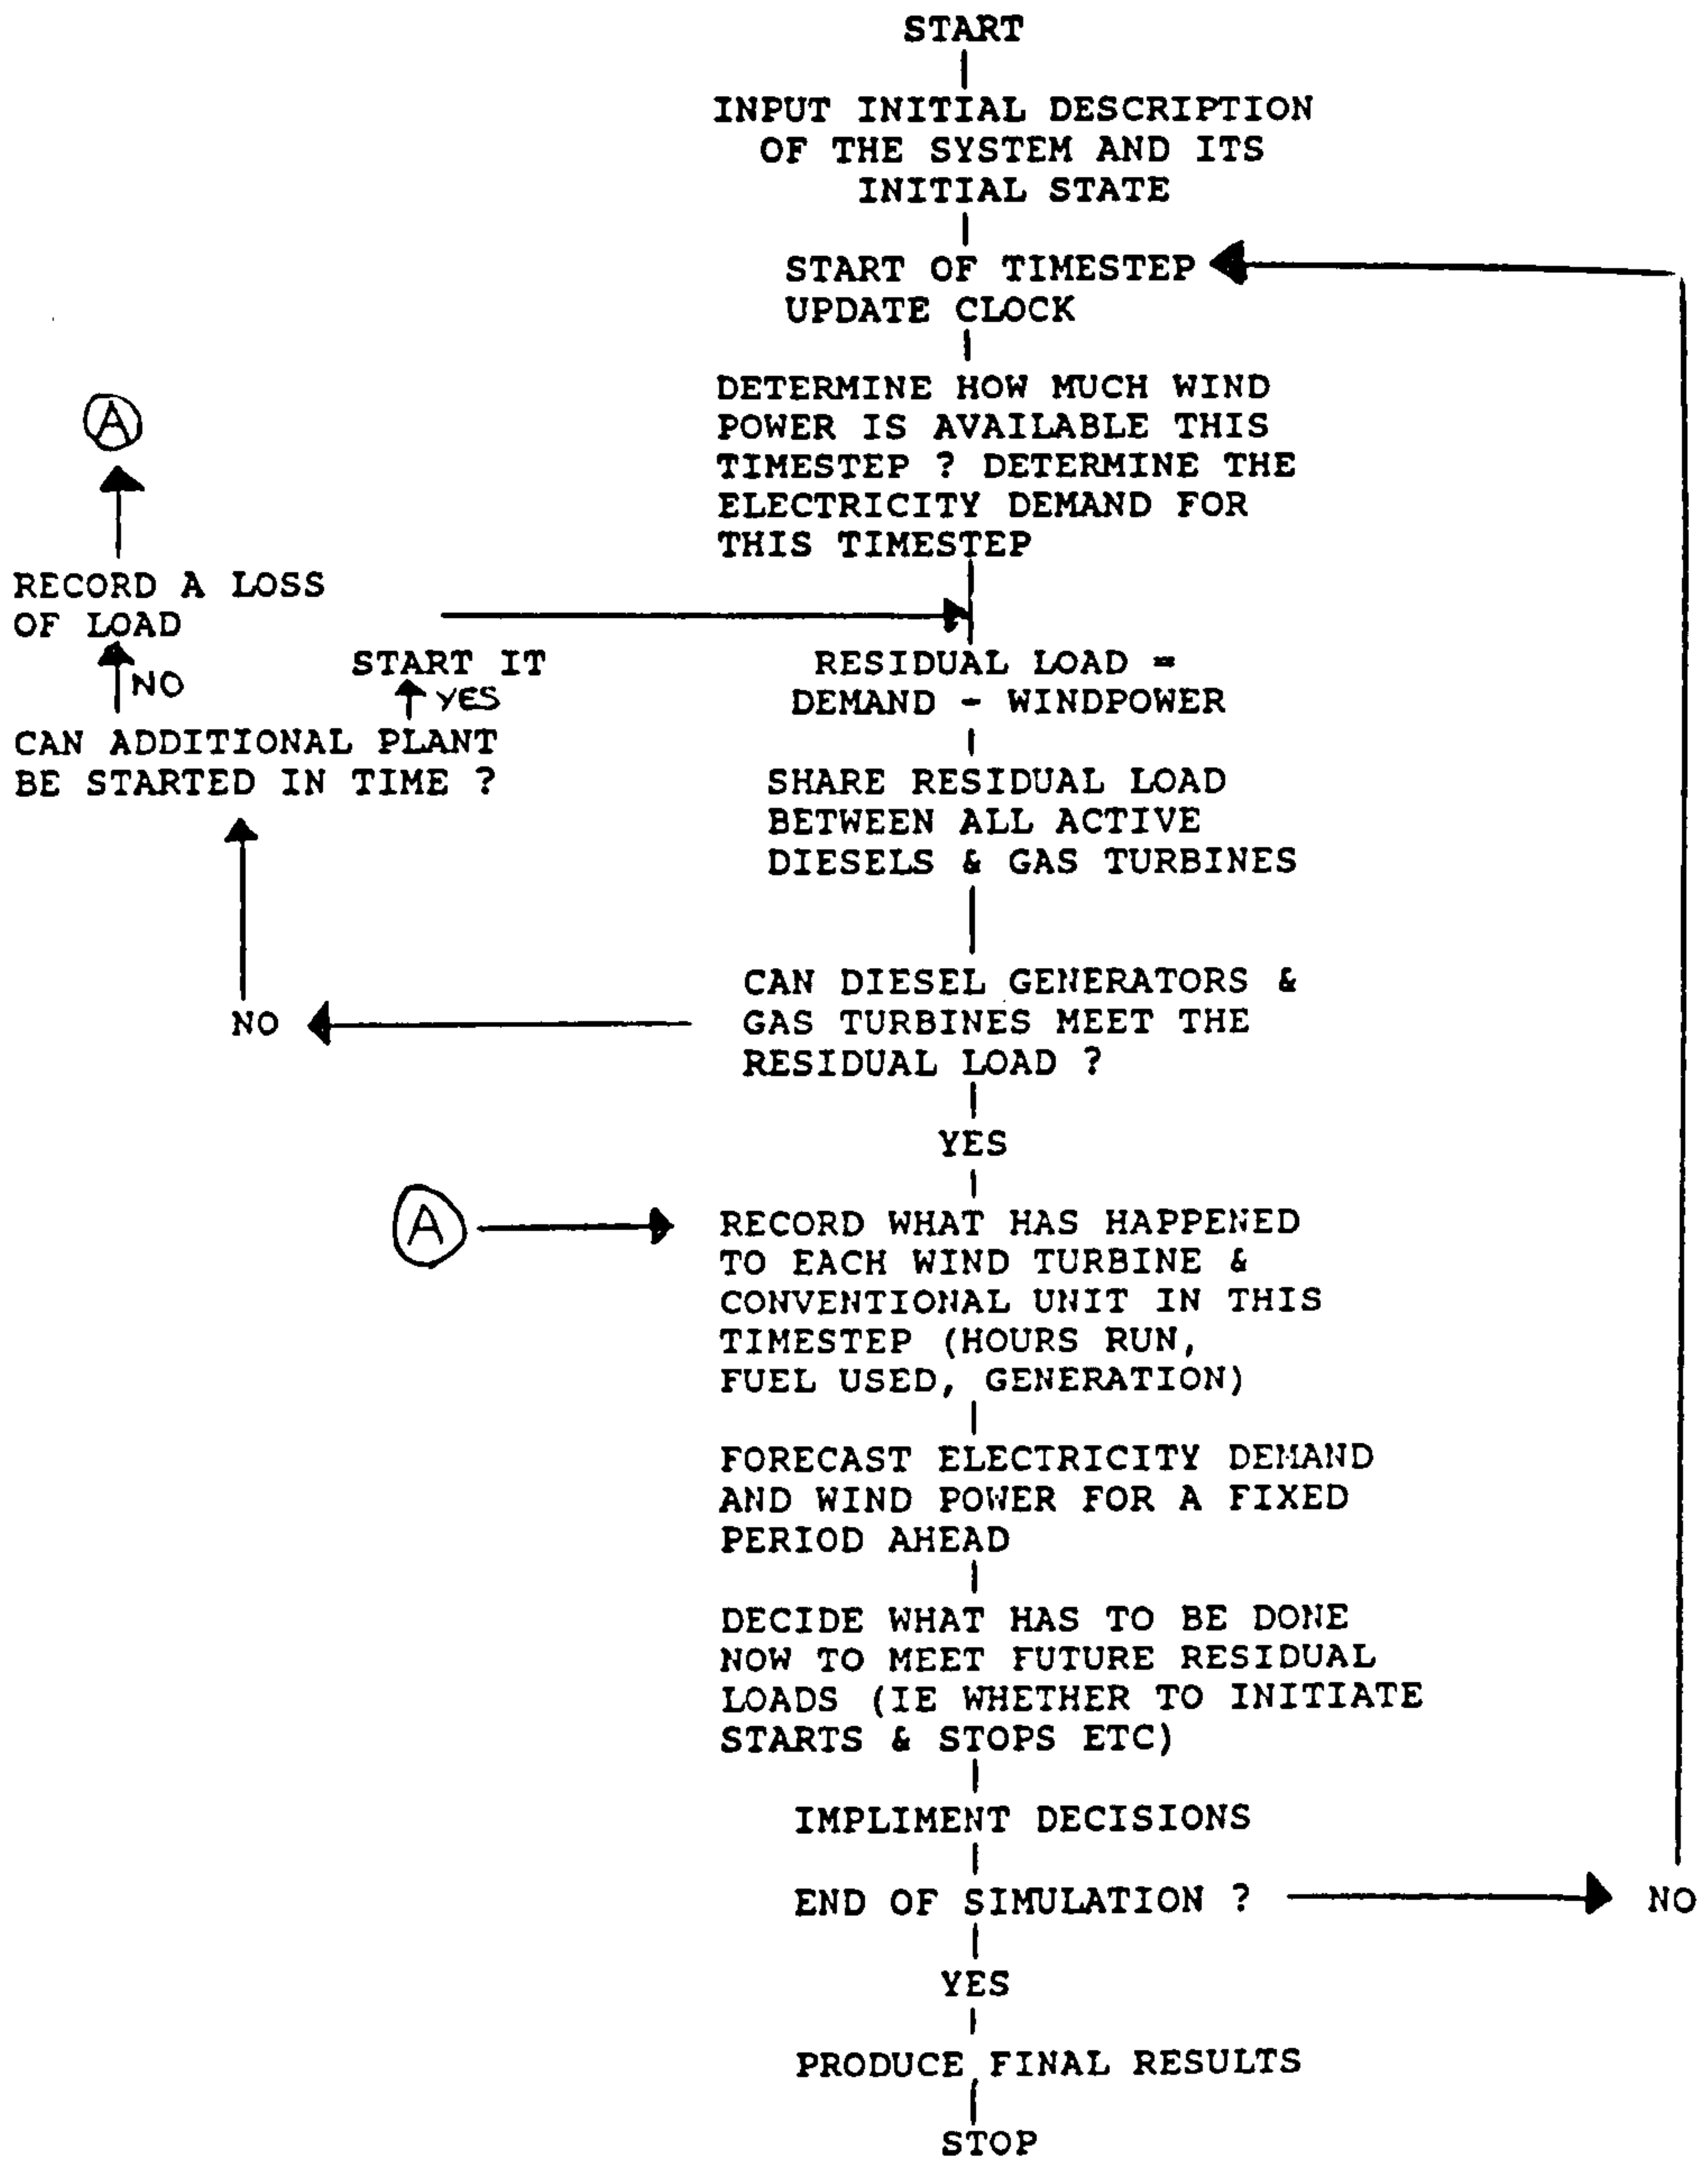 START
INPUT INITIAL DESCRIPTION
OF THE SYSTEM AND ITS
INITIAL STATE
START OF TIMESTEP
UPDATE CLOCK
DETERMINE HOW MUCH WIND
POWER IS AVAILABLE THIS
TIMESTEP ? DETERMINE THE
ELECTRICITY DEMAND FOR
THIS TIMESTEP
A
RECORD A LOSS
OF LOAD
NO
START IT
YES
CAN ADDITIONAL PLANT
BE STARTED IN TIME ?
RESIDUAL LOAD =
DEMAND - WINDPOWER
SHARE RESIDUAL LOAD
BETWEEN ALL ACTIVE
DIESELS & GAS TURBINES
CAN DIESEL GENERATORS &
GAS TURBINES MEET THE
RESIDUAL LOAD ?
NO
YES
A
RECORD WHAT HAS HAPPENED
TO EACH WIND TURBINE &
CONVENTIONAL UNIT IN THIS
TIMESTEP (HOURS RUN,
FUEL USED, GENERATION)
FORECAST ELECTRICITY DEMAND
AND WIND POWER FOR A FIXED
PERIOD AHEAD
DECIDE WHAT HAS TO BE DONE
NOW TO MEET FUTURE RESIDUAL
LOADS (IE WHETHER TO INITIATE
STARTS & STOPS ETC)
IMPLIMENT DECISIONS
END OF SIMULATION ?
NO
YES
PRODUCE FINAL RESULTS
STOP